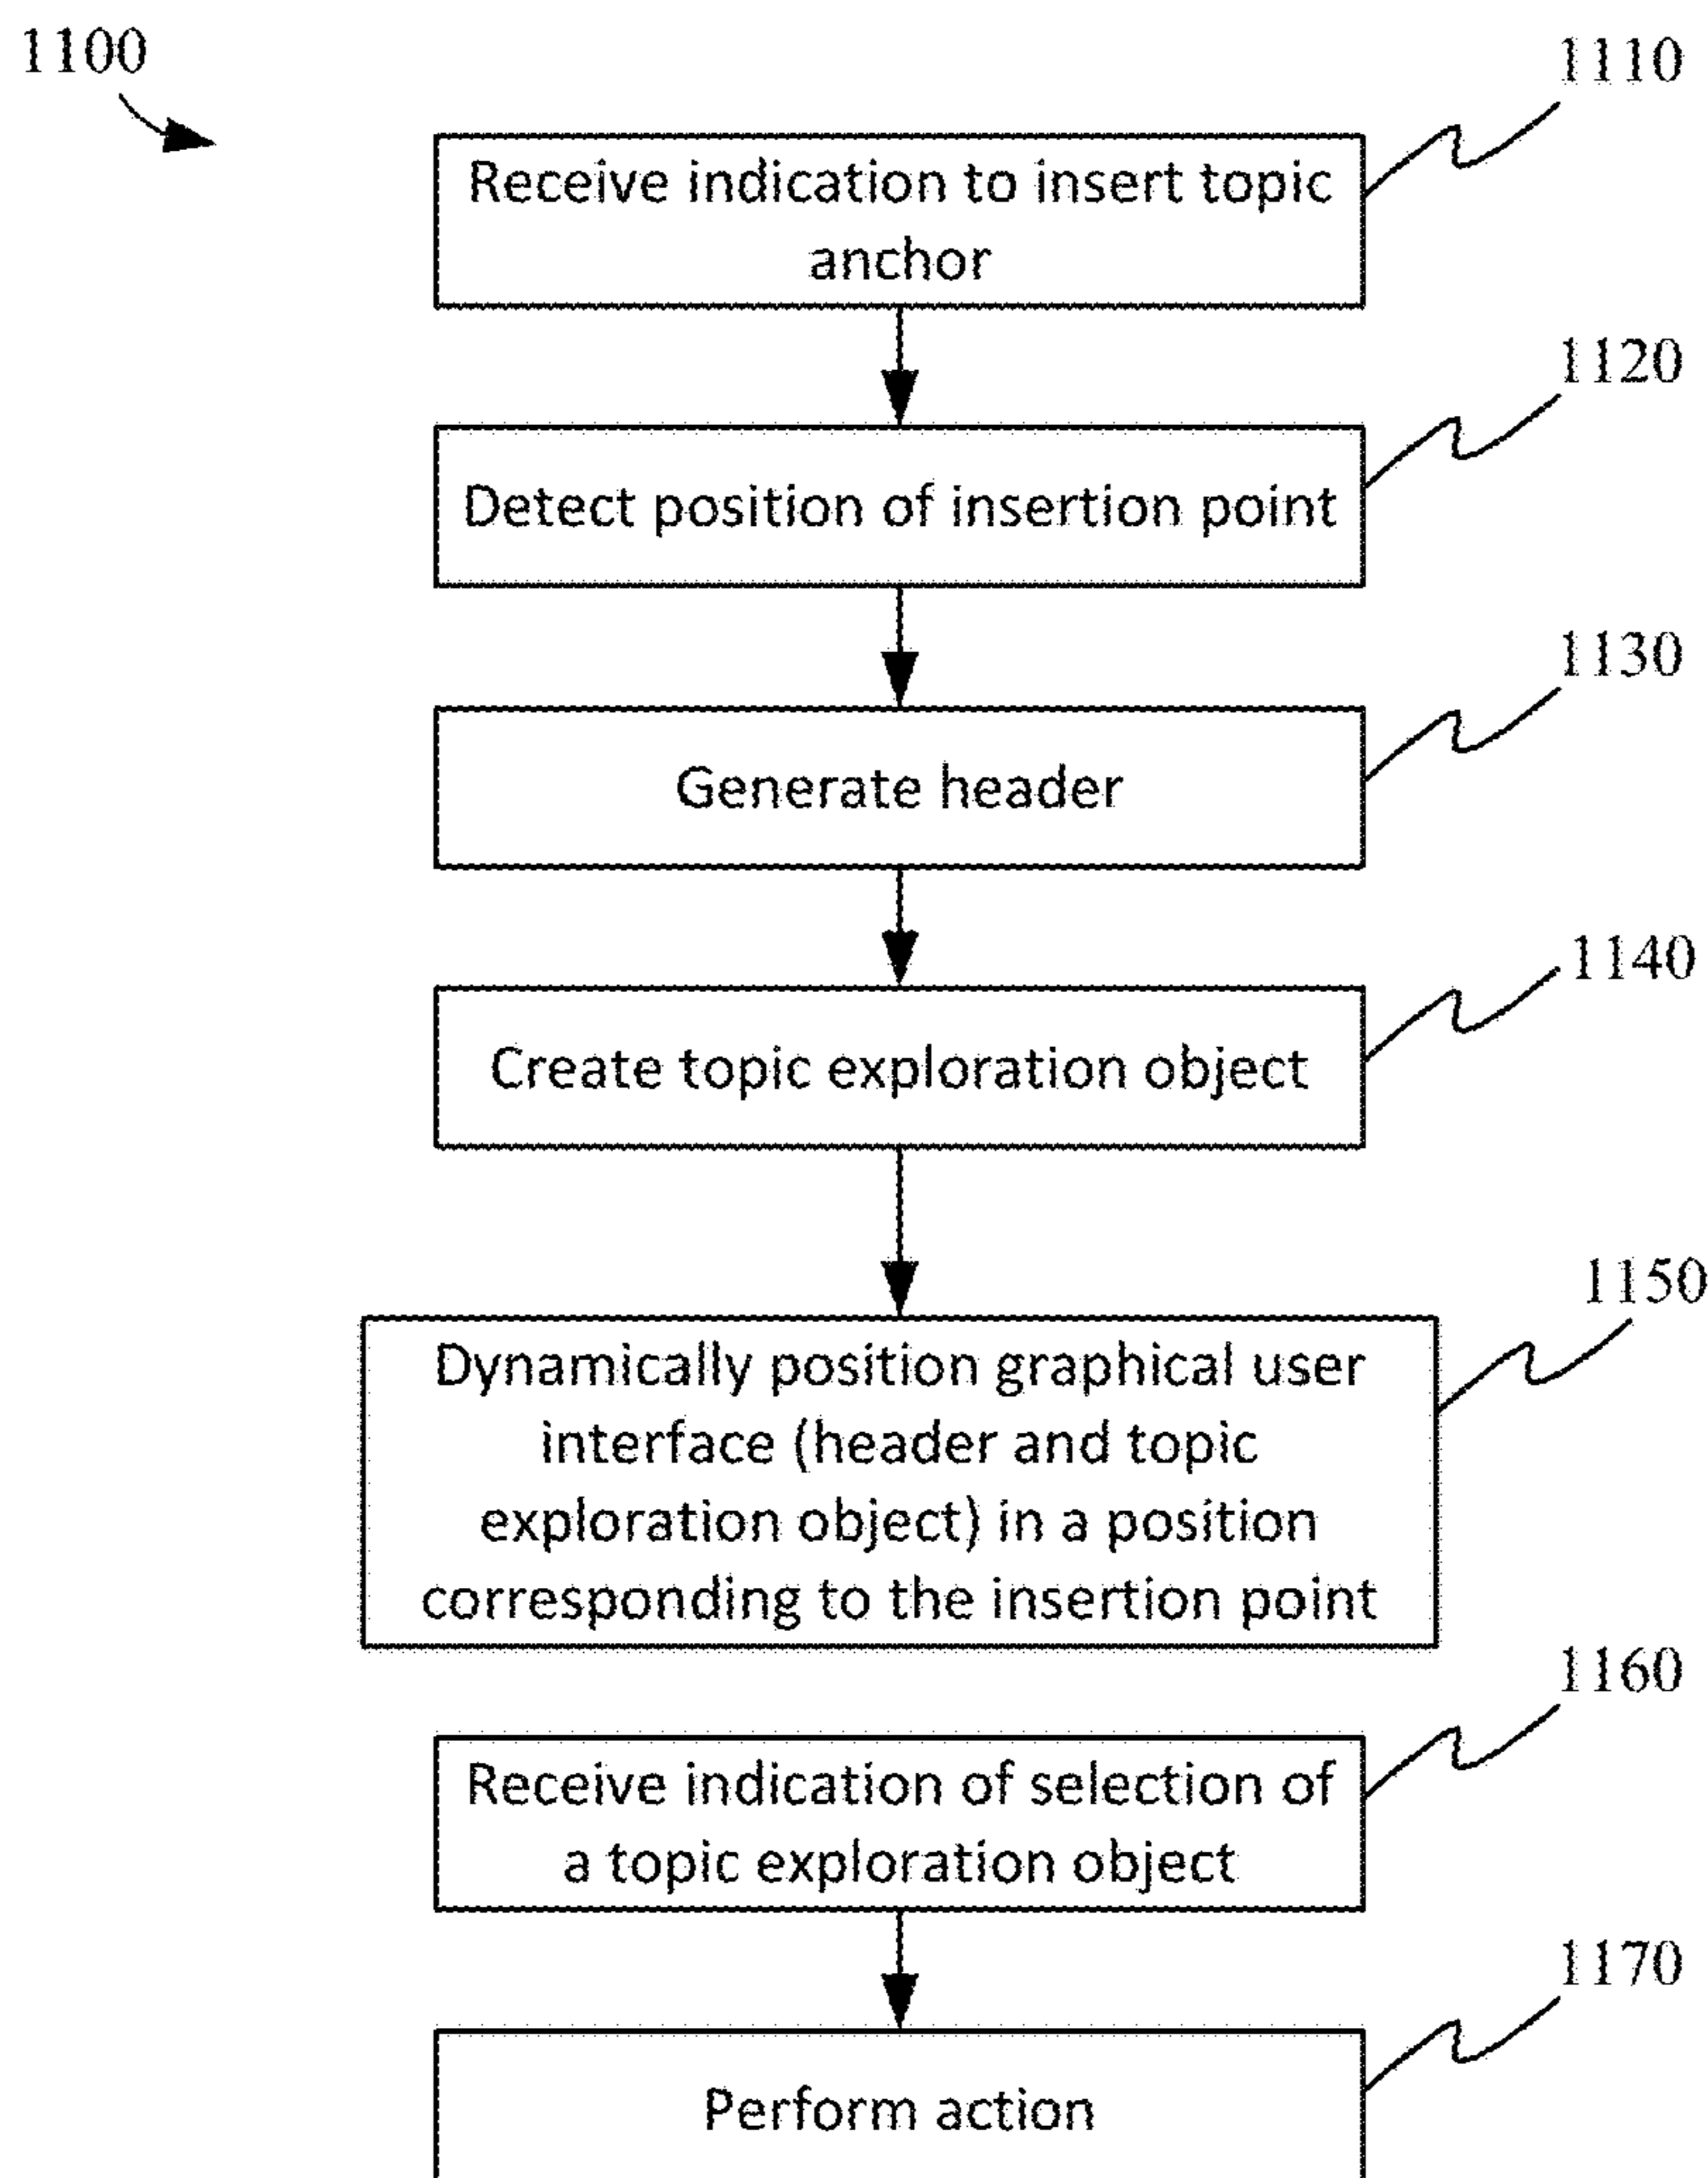 1100
1110
Receive indication to insert topic
anchor
1120
Detect position of insertion point
1130
Generate header
1140
Create topic exploration object
1150
Dynamically position graphical user
interface (header and topic
exploration object) in a position
corresponding to the insertion point
1160
Receive indication of selection of
a topic exploration object
1170
Perform action